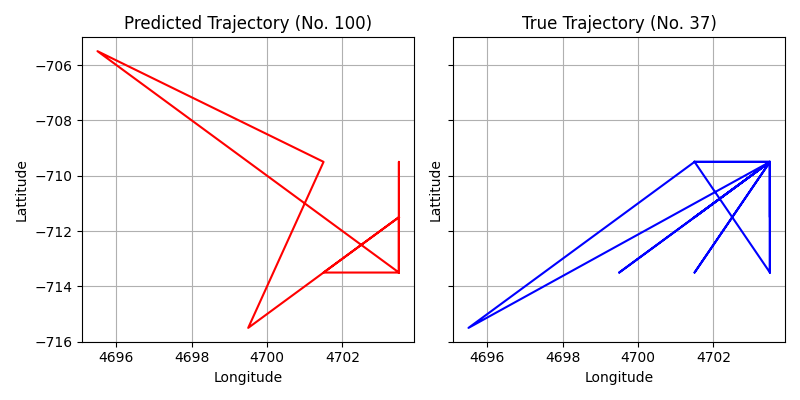 Predicted Trajectory (No. 100)
True Trajectory (No. 37)
Lattitude
−706
−708
−710
−712
−714
−716
4696
4698
4700
4702
Longitude
Lattitude
4696
4698
4700
4702
Longitude